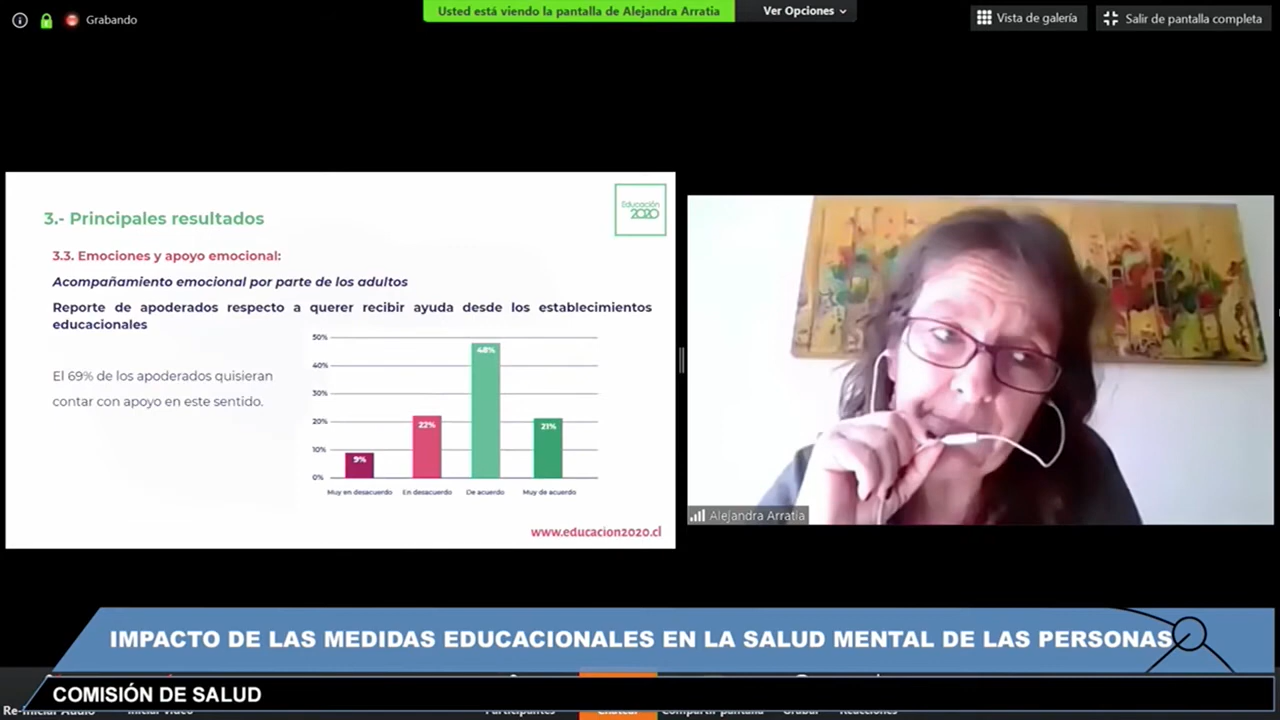 Grabando
Usted está viendo la pantalla de Alejandra Arratia
Ver Opciones
Vista de galería
Salir de pantalla completa
3.- Principales resultados
Educación
2020
3.3. Emociones y apoyo emocional:
Acompañamiento emocional por parte de los adultos
Reporte de apoderados respecto a querer recibir ayuda desde los establecimientos
educacionales
El 69% de los apoderados quisieran
contar con apoyo en este sentido.
50%
40%
30%
20%
10%
0%
9%
22%
48%
21%
Muy en desacuerdo
En desacuerdo
De acuerdo
Muy de acuerdo
www.educacion2020.cl
Alejandra Arratia
IMPACTO DE LAS MEDIDAS EDUCACIONALES EN LA SALUD MENTAL DE LAS PERSONAS
COMISIÓN DE SALUD